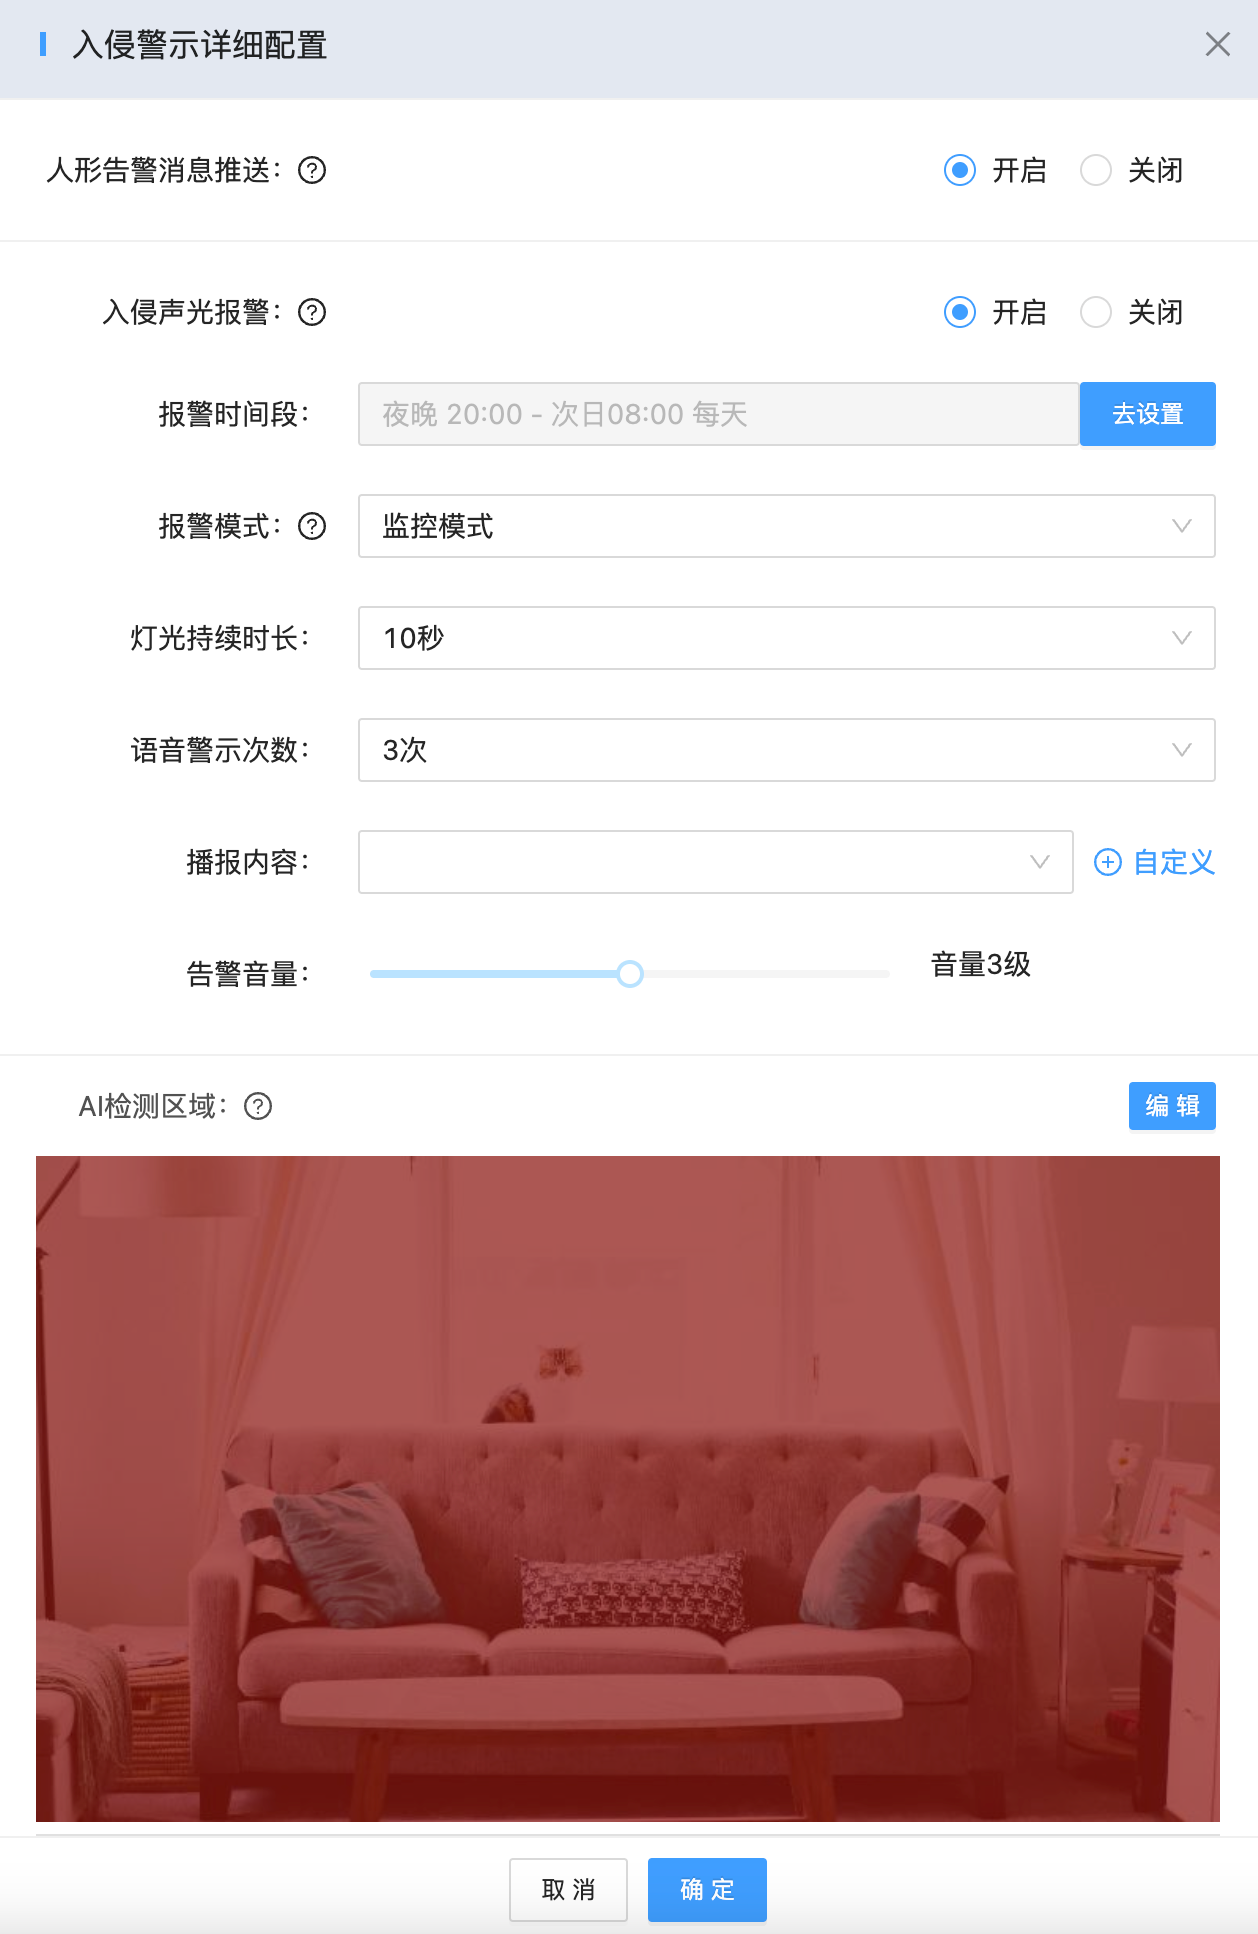 入侵警示详细配置
人形告警消息推送： 开启 关闭
入侵声光报警： 开启 关闭
报警时间段： 夜晚 20:00 - 次日08:00 每天 去设置
报警模式： 监控模式
灯光持续时长： 10秒
语音警示次数： 3次
播报内容： 自定义
告警音量： 音量3级
AI检测区域： 编辑
取消 确定